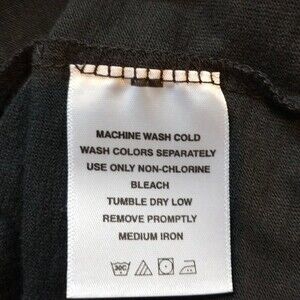 MACHINE WASH COLD
WASH COLORS SEPARATELY
USE ONLY NON-CHLORINE
BLEACH
TUMBLE DRY LOW
REMOVE PROMPTLY
MEDIUM IRON